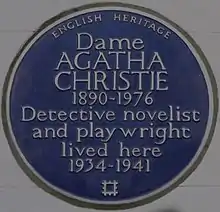 ENGLISH HERITAGE
Dame
AGATHA
CHRISTIE
1890-1976
Detective novelist
and playwright
lived here
1934-1941